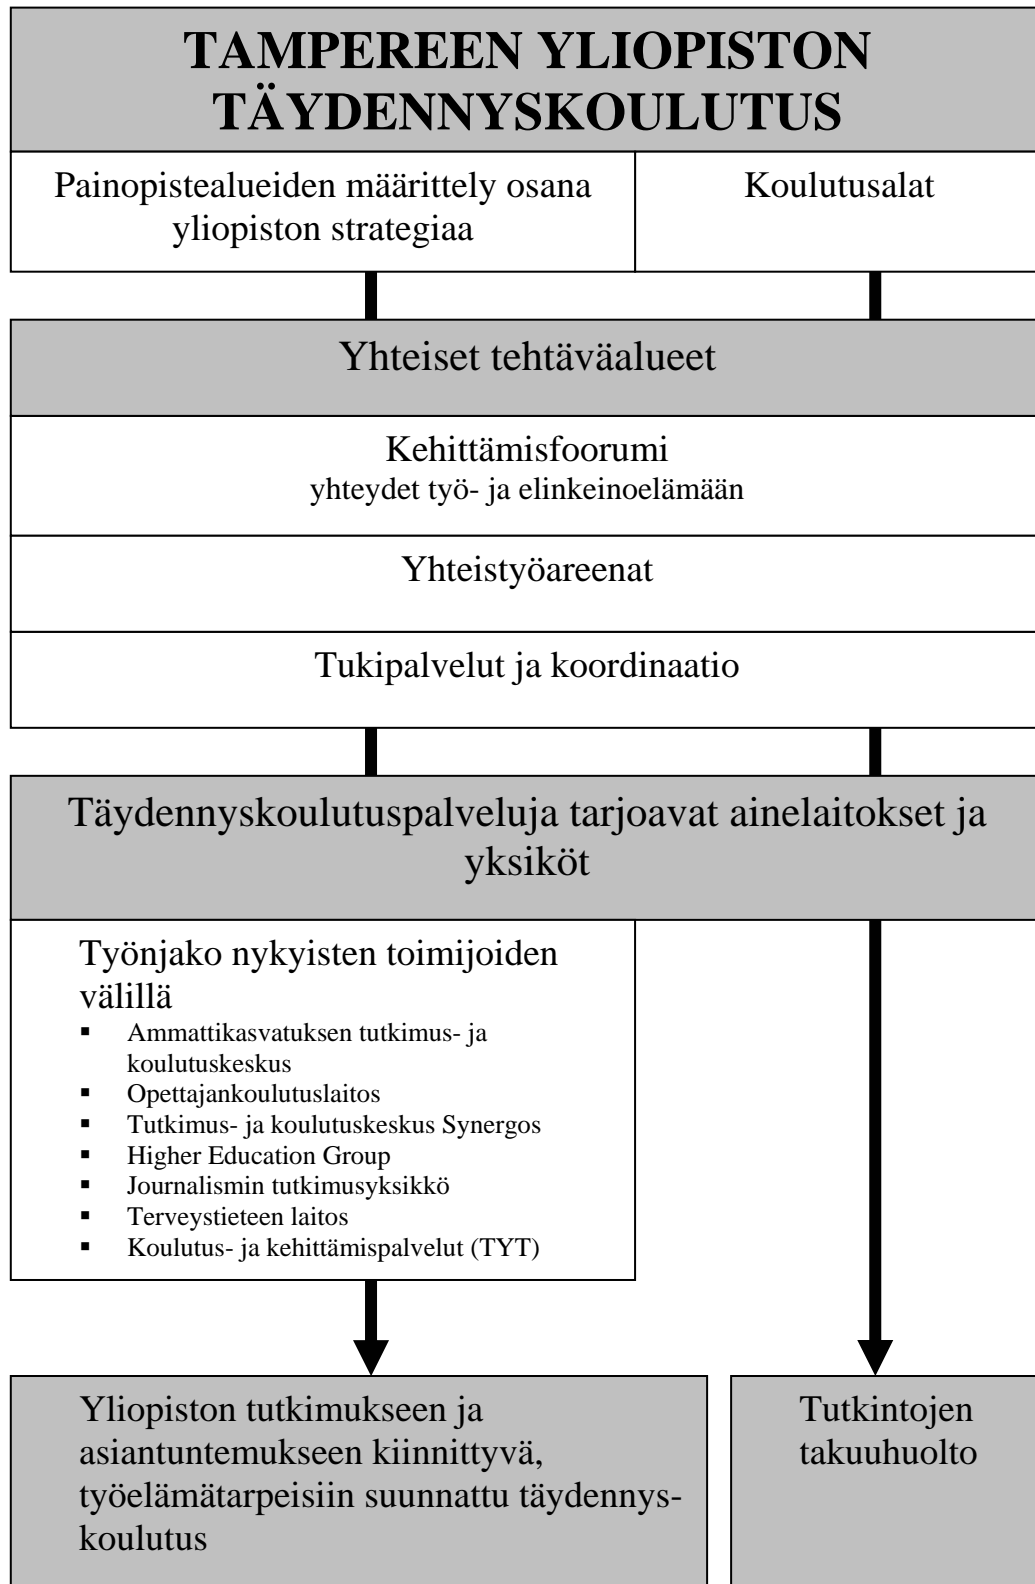 TAMPEREEN YLIOPISTON
TÄYDENNYSKOULUTUS
Painopistealueiden määrittely osana
yliopiston strategiaa
Koulutusalat
Yhteiset tehtäväalueet
Kehittämisfoorumi
yhteydet työ- ja elinkeinoelämään
Yhteistyöareenat
Tukipalvelut ja koordinaatio
Täydennyskoulutuspalveluja tarjoavat ainelaitokset ja
yksiköt
Työnjako nykyisten toimijoiden
välillä
▪ Ammattikasvatuksen tutkimus- ja
koulutuskeskus
▪ Opettajankoulutuslaitos
▪ Tutkimus- ja koulutuskeskus Synergos
▪ Higher Education Group
▪ Journalismin tutkimusyksikkö
▪ Terveystieteen laitos
▪ Koulutus- ja kehittämispalvelut (TYT)
Yliopiston tutkimukseen ja
asiantuntemukseen kiinnittyvä,
työelämätarpeisiin suunnattu täydennys-
koulutus
Tutkintojen
takuuhuolto